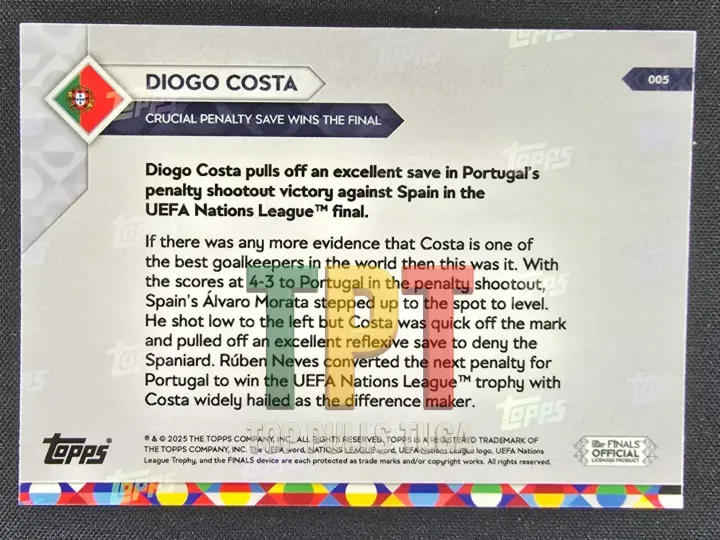 DIOGO COSTA
005
CRUCIAL PENALTY SAVE WINS THE FINAL
Diogo Costa pulls off an excellent save in Portugal's
penalty shootout victory against Spain in the
UEFA Nations League™ final.
If there was any more evidence that Costa is one of
the best goalkeepers in the world then this was it. With
the scores at 4-3 to Portugal in the penalty shootout,
Spain's Álvaro Morata stepped up to the spot to level.
He shot low to the left but Costa was quick off the mark
and pulled off an excellent reflexive save to deny the
Spaniard. Rúben Neves converted the next penalty for
Portugal to win the UEFA Nations League™ trophy with
Costa widely hailed as the difference maker.
TPT
TOP PULLS TULSA
Topps®
® & © 2025 THE TOPPS COMPANY, INC. ALL RIGHTS RESERVED. TOPPS IS A REGISTERED TRADEMARK OF
THE TOPPS COMPANY, INC. The UEFA word, NATIONS LEAGUE word, UEFA Nations League logo, UEFA Nations
League Trophy, and the FINALS device are each protected as trade marks and/or copyright works. All rights reserved.
FINALS
OFFICIAL
LICENSED PRODUCT